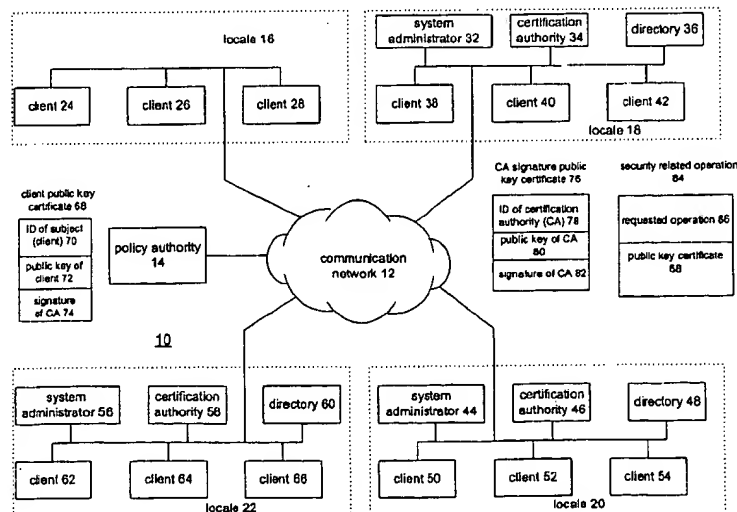 locale 16
client 24
client 26
client 28
system
administrator 32
certification
authority 34
directory 36
client 38
client 40
client 42
locale 18
client public key
certificate 68
ID of subject
(client) 70
public key of
client 72
signature
of CA 74
policy authority
14
communication
network 12
CA signature public
key certificate 76
ID of certification
authority (CA) 78
public key of CA
80
signature of CA 82
security related operation
84
requested operation 86
public key certificate
88
10
system
administrator 56
certification
authority 58
directory 60
client 62
client 64
client 66
locale 22
system
administrator 44
certification
authority 46
directory 48
client 50
client 52
client 54
locale 20